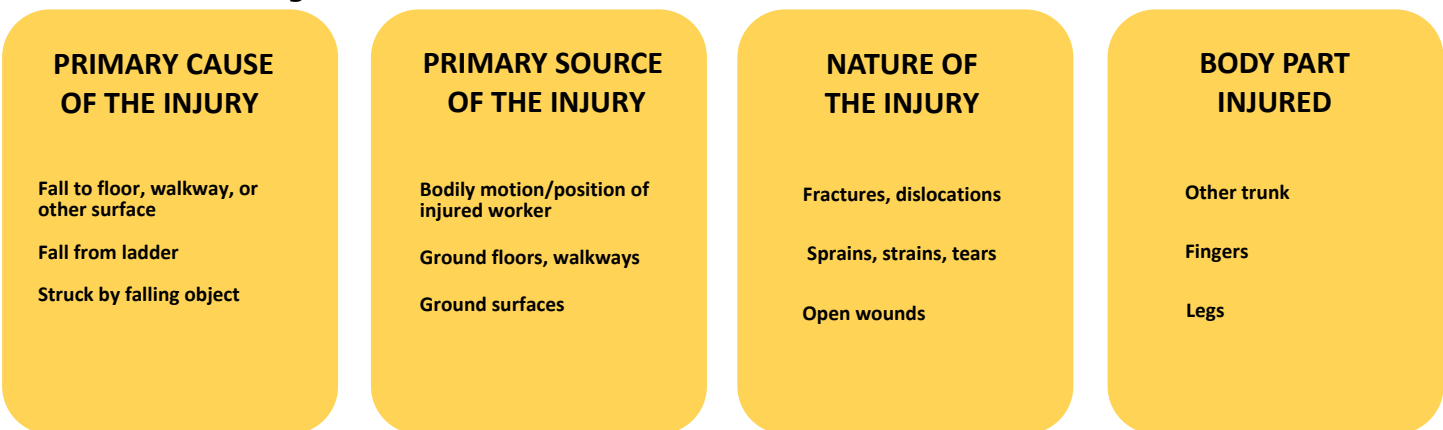 PRIMARY CAUSE
OF THE INJURY
Fall to floor, walkway, or
other surface
Fall from ladder
Struck by falling object
PRIMARY SOURCE
OF THE INJURY
Bodily motion/position of
injured worker
Ground floors, walkways
Ground surfaces
NATURE OF
THE INJURY
Fractures, dislocations
Sprains, strains, tears
Open wounds
BODY PART
INJURED
Other trunk
Fingers
Legs